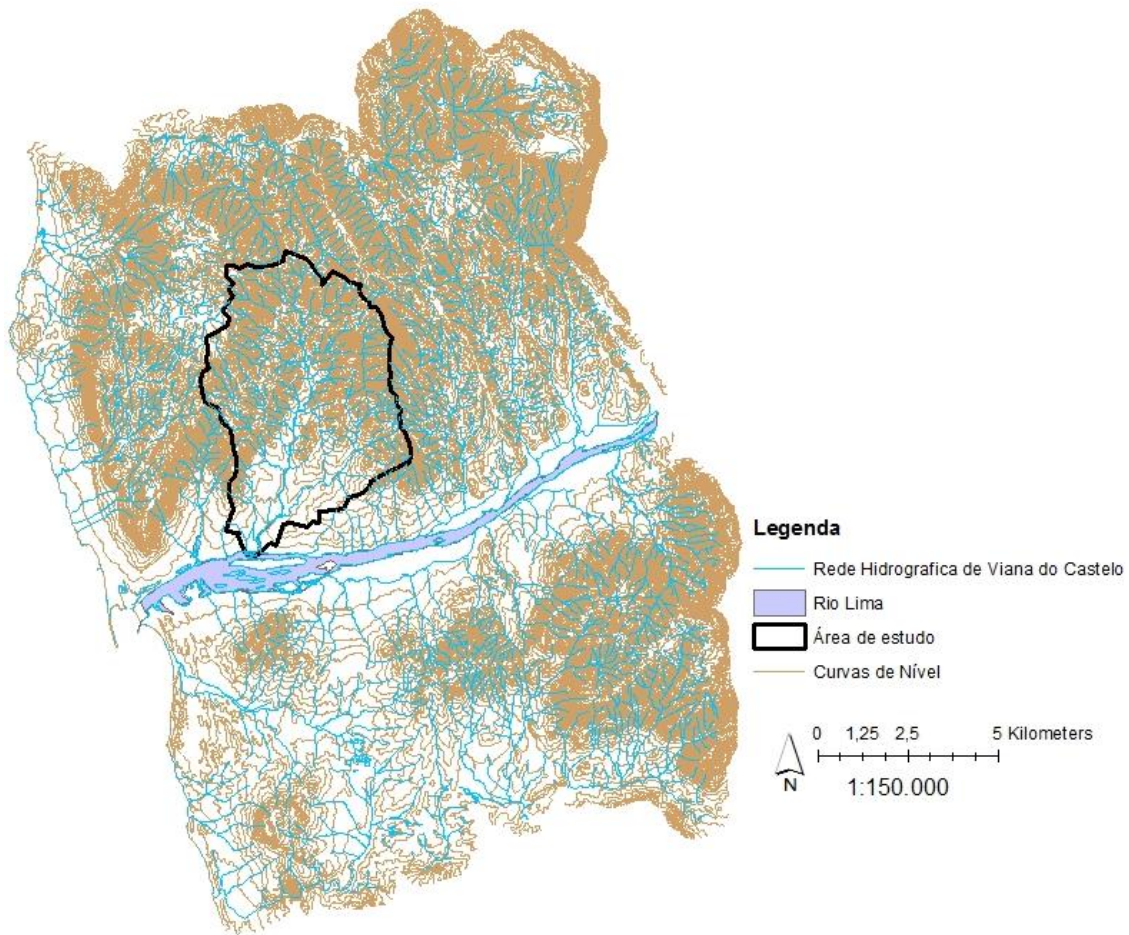 Legenda
Rede Hidrografica de Viana do Castelo
Rio Lima
Área de estudo
Curvas de Nível
0 1,25 2,5 5 Kilometers
N
1:150.000